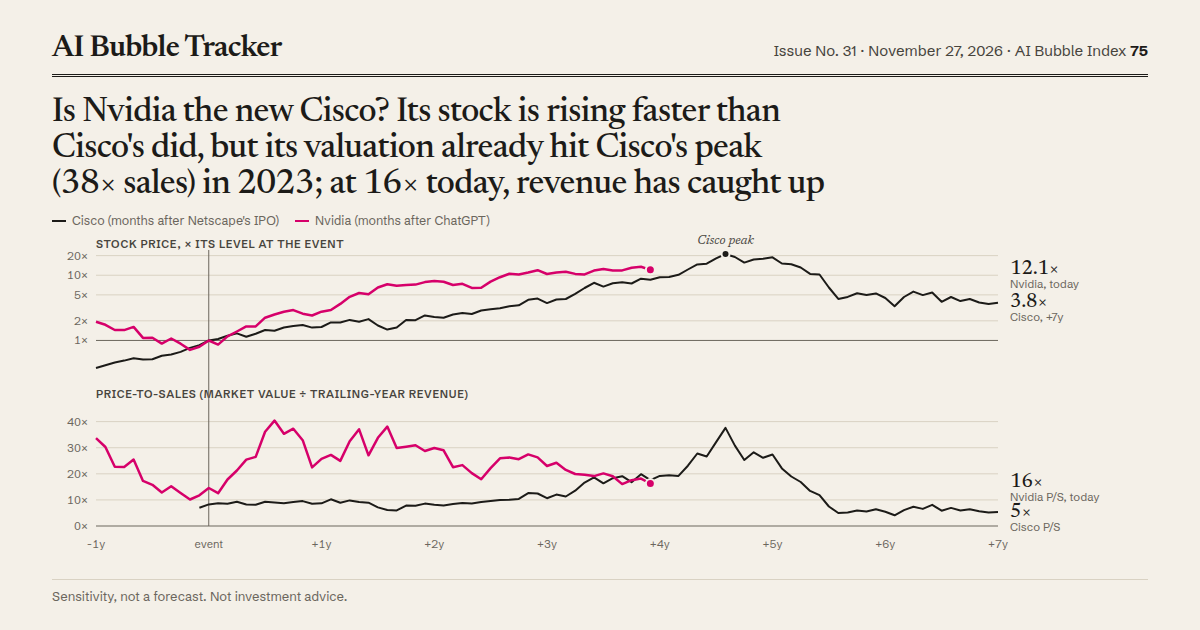 AI Bubble Tracker
Issue No. 31 · November 27, 2026 · AI Bubble Index 75
Is Nvidia the new Cisco? Its stock is rising faster than
Cisco's did, but its valuation already hit Cisco's peak
(38× sales) in 2023; at 16× today, revenue has caught up
Cisco (months after Netscape's IPO) Nvidia (months after ChatGPT)
STOCK PRICE, × ITS LEVEL AT THE EVENT
Cisco peak
20×
10×
5×
2×
1×
12.1×
Nvidia, today
3.8×
Cisco, +7y
PRICE-TO-SALES (MARKET VALUE ÷ TRAILING-YEAR REVENUE)
40×
30×
20×
10×
0×
16×
Nvidia P/S, today
5×
Cisco P/S
-1y event +1y +2y +3y +4y +5y +6y +7y
Sensitivity, not a forecast. Not investment advice.